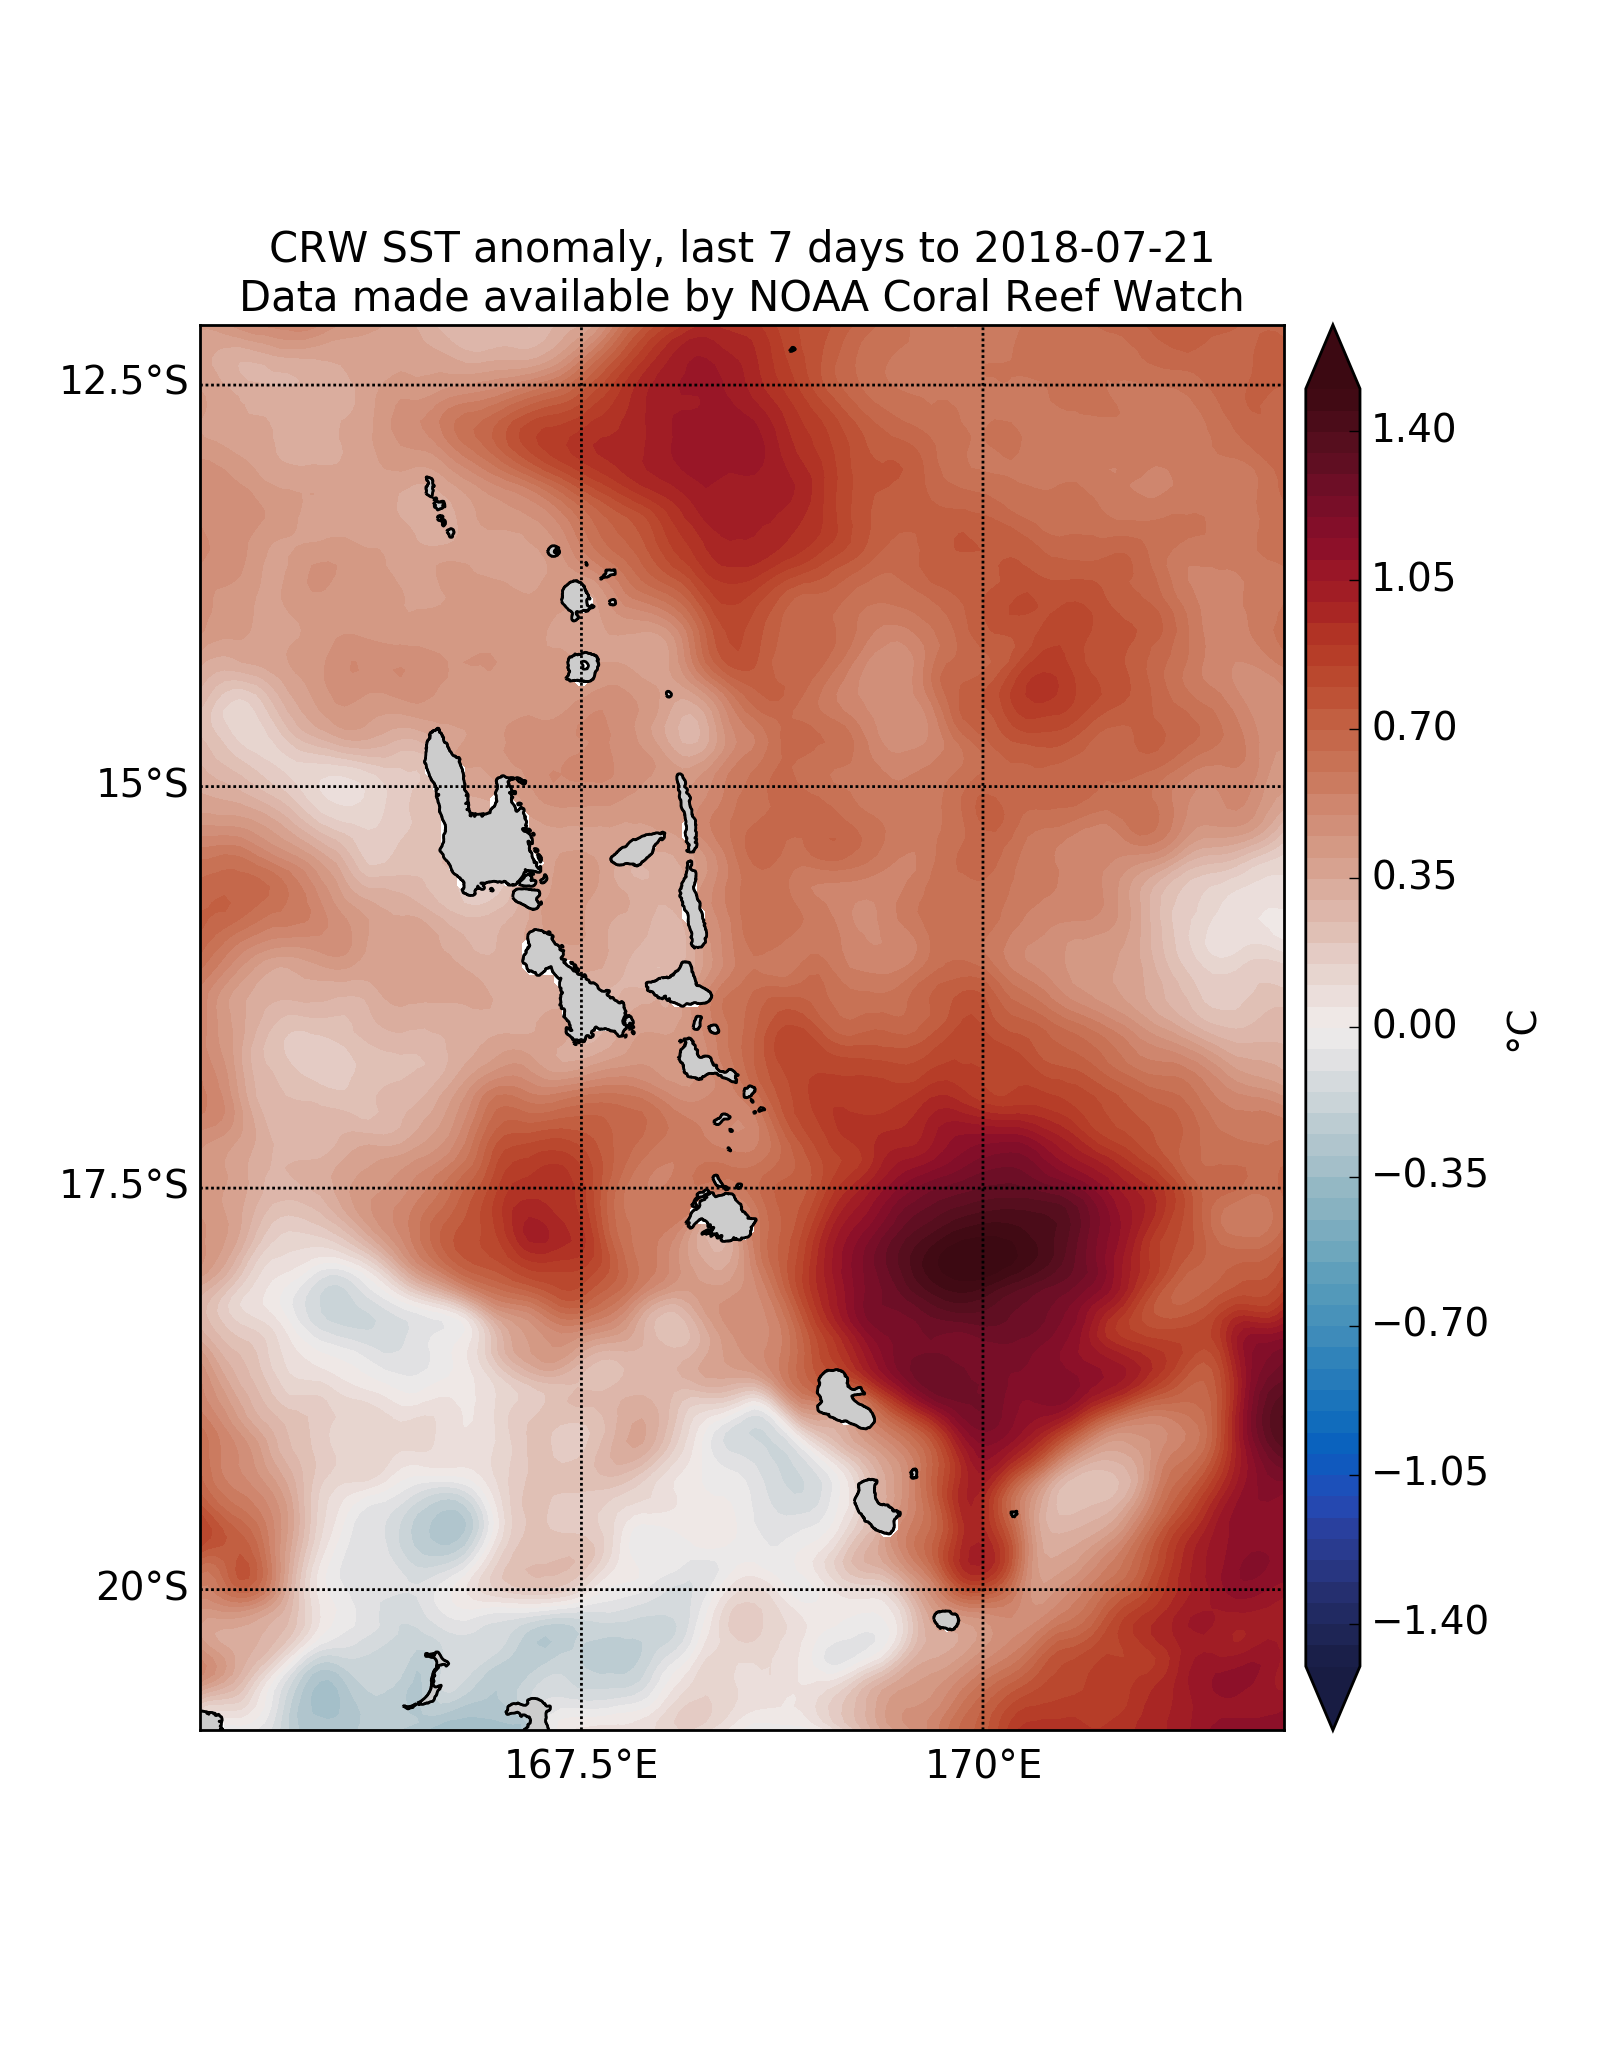 CRW SST anomaly, last 7 days to 2018-07-21
Data made available by NOAA Coral Reef Watch
12.5°S
15°S
17.5°S
20°S
167.5°E
170°E
1.40
1.05
0.70
0.35
0.00
−0.35
−0.70
−1.05
−1.40
°C